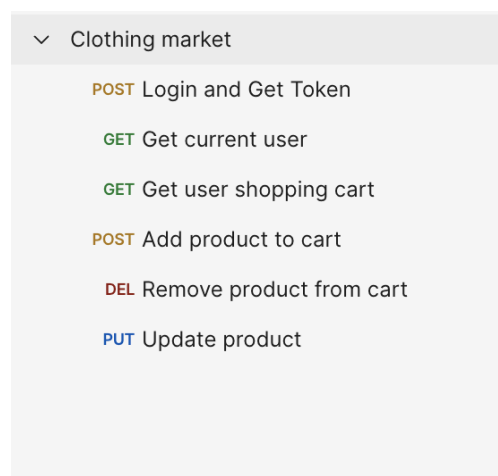 Clothing market
POST Login and Get Token
GET Get current user
GET Get user shopping cart
POST Add product to cart
DEL Remove product from cart
PUT Update product